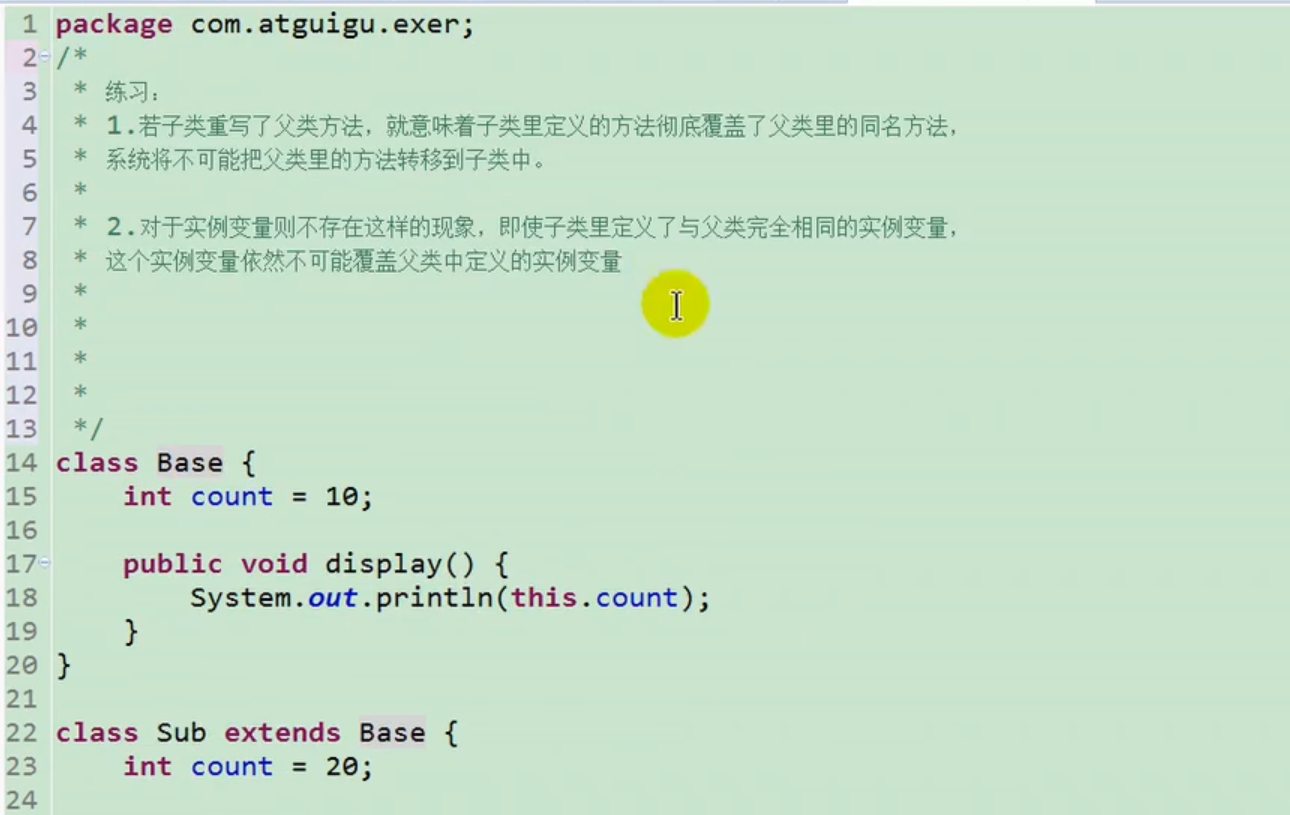 1 package com.atguigu.exer;
2 /*
3 * 练习：
4 * 1.若子类重写了父类方法，就意味着子类里定义的方法彻底覆盖了父类里的同名方法，
5 * 系统将不可能把父类里的方法转移到子类中。
6 *
7 * 2.对于实例变量则不存在这样的现象，即使子类里定义了与父类完全相同的实例变量，
8 * 这个实例变量依然不可能覆盖父类中定义的实例变量
9 *
10 *
11 *
12 *
13 */
14 class Base {
15 int count = 10;
16
17 public void display() {
18 System.out.println(this.count);
19 }
20 }
21
22 class Sub extends Base {
23 int count = 20;
24